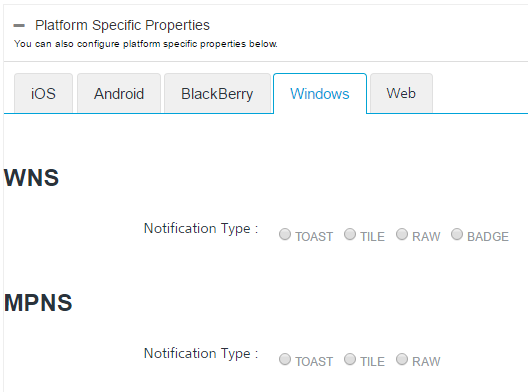 Platform Specific Properties
You can also configure platform specific properties below.
iOS Android BlackBerry Windows Web
WNS
Notification Type : TOAST TILE RAW BADGE
MPNS
Notification Type : TOAST TILE RAW